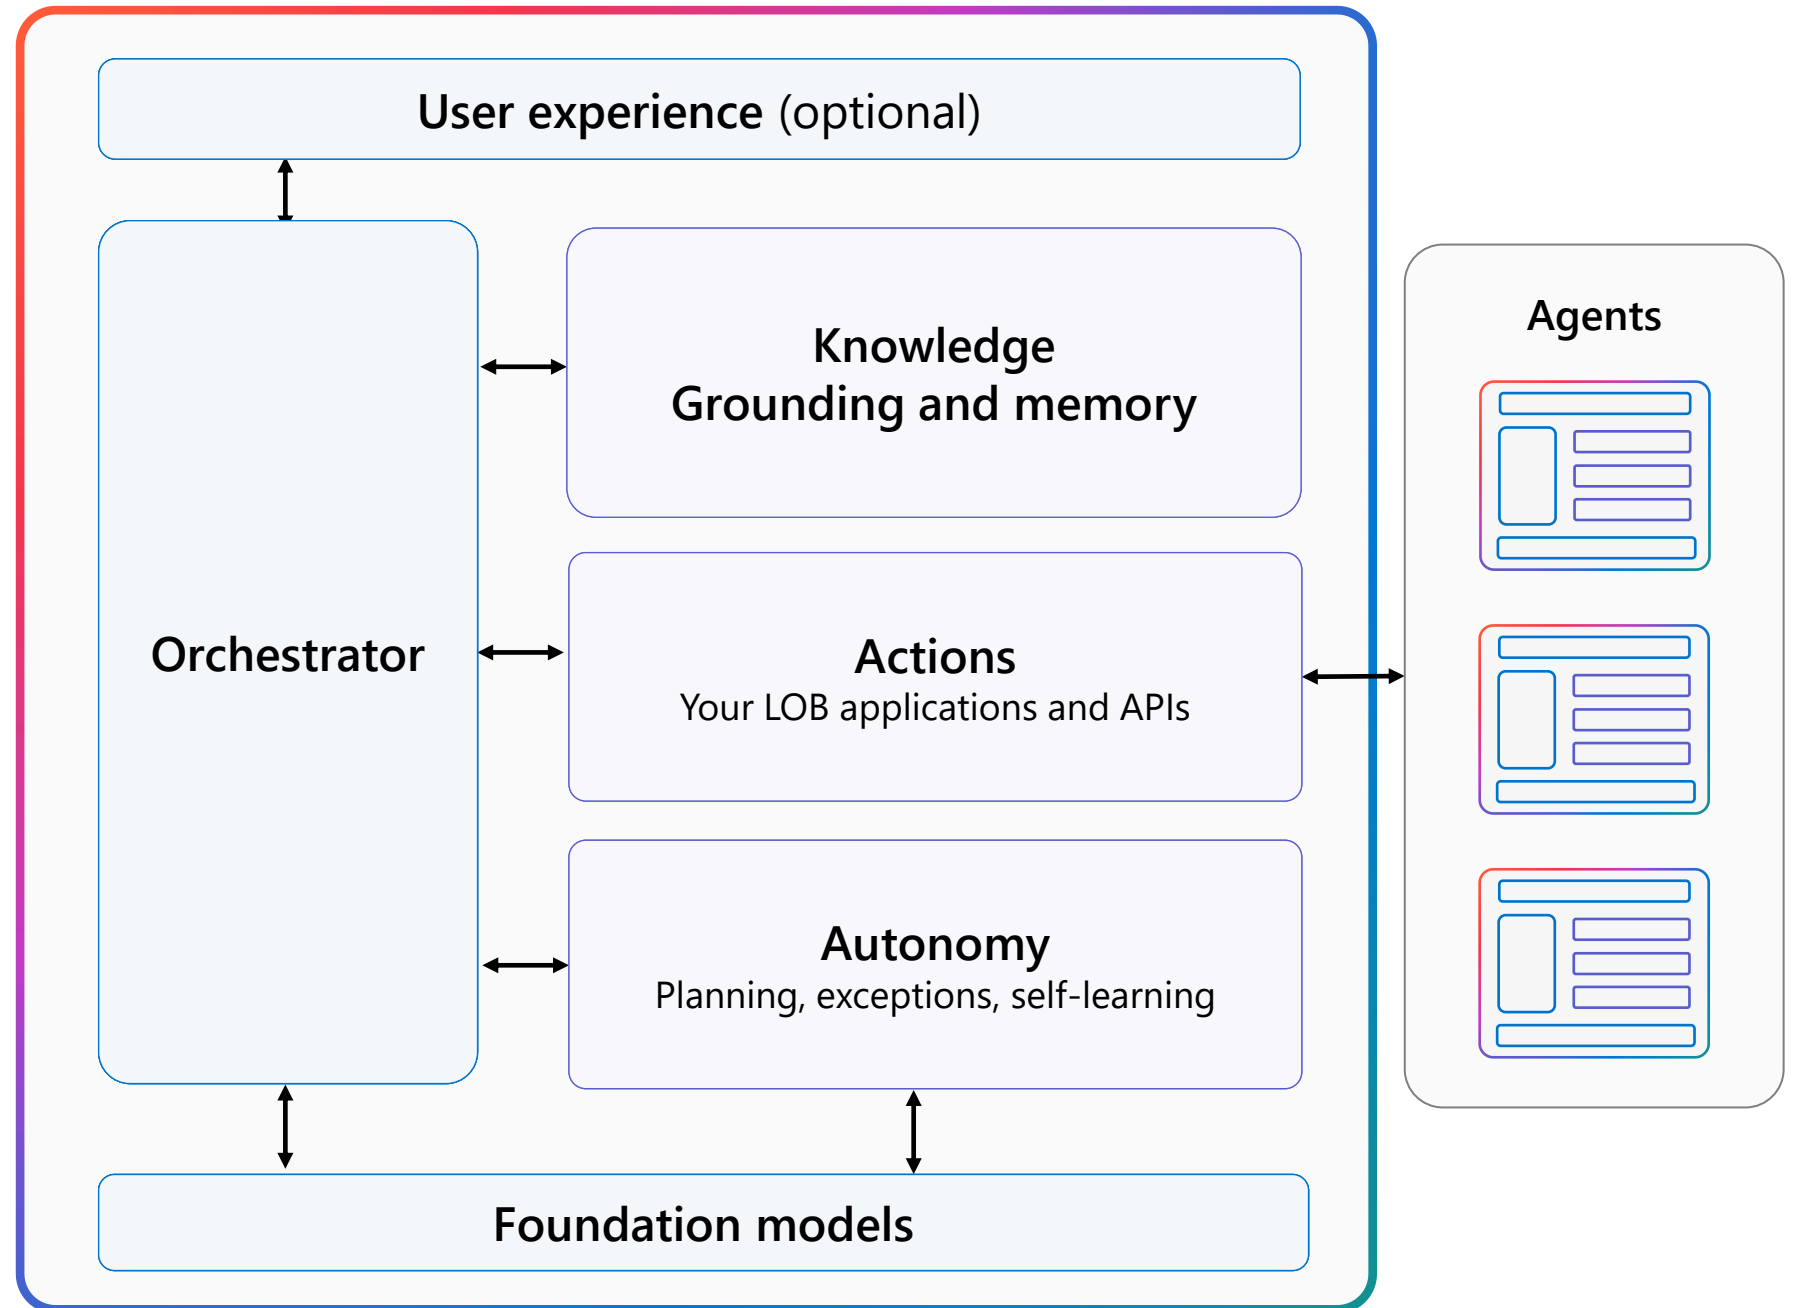 User experience (optional)
Orchestrator
Knowledge
Grounding and memory
Actions
Your LOB applications and APIs
Autonomy
Planning, exceptions, self-learning
Foundation models
Agents